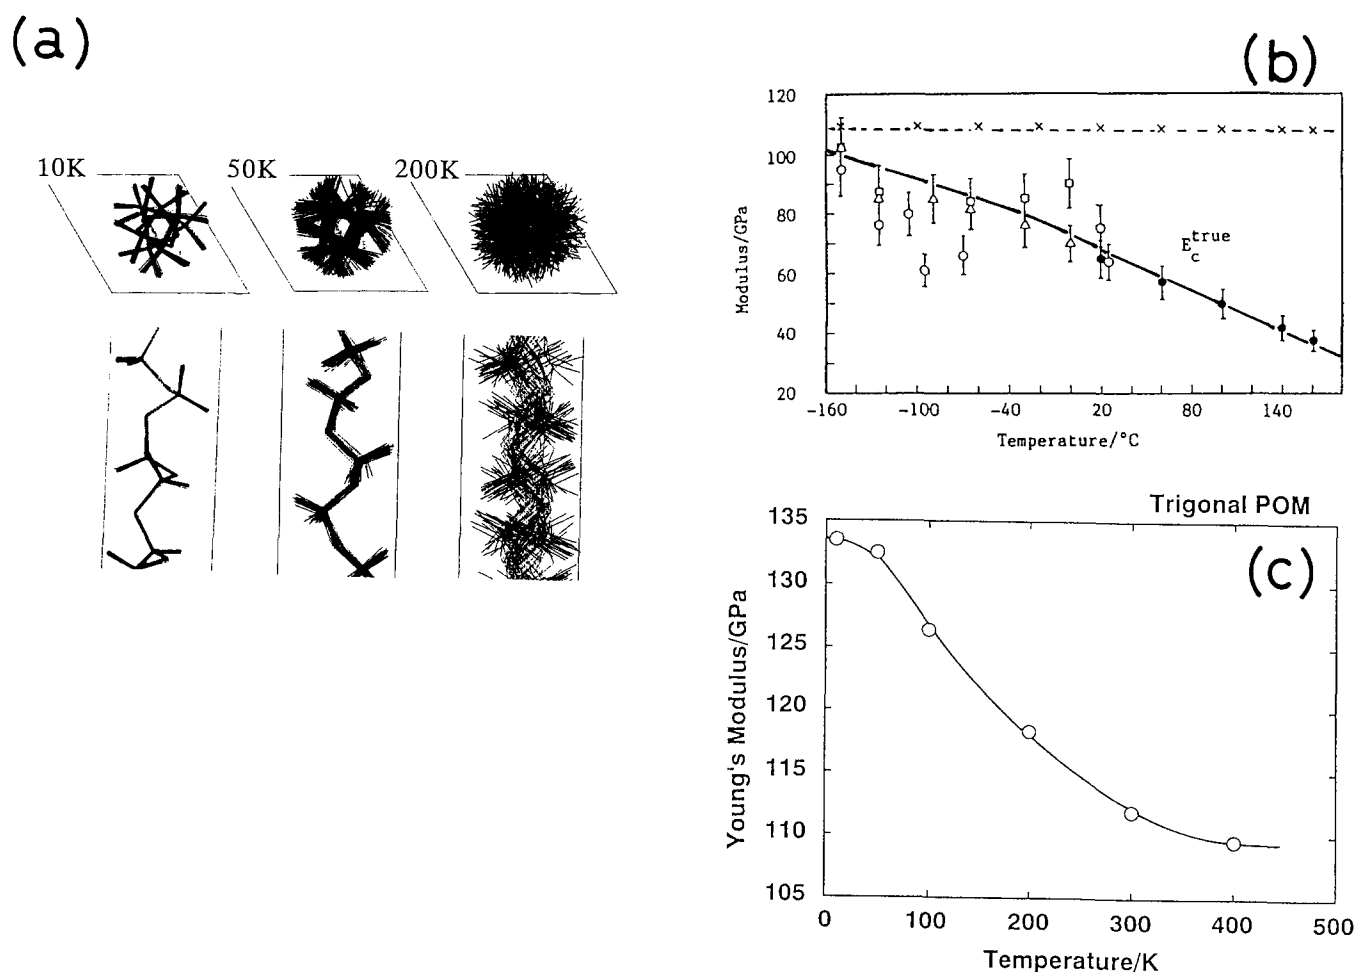 (a)
10K
50K
200K
(b)
120
100
80
60
40
20
Modulus/GPa
E_c^true
-160
-100
-40
20
80
140
Temperature/°C
Trigonal POM
(c)
135
130
125
120
115
110
105
Young's Modulus/GPa
0
100
200
300
400
500
Temperature/K